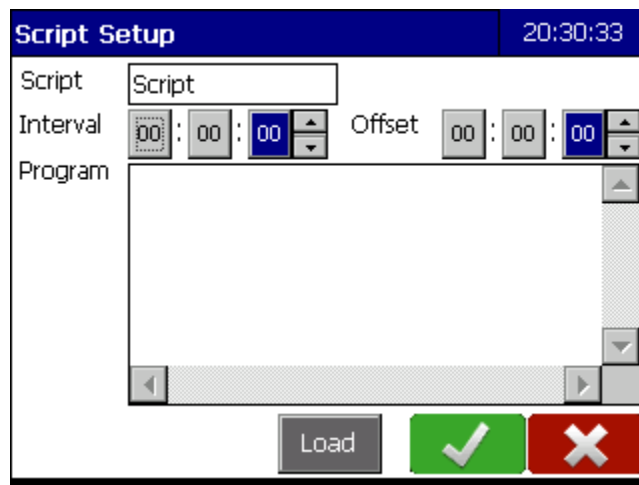 Script Setup 20:30:33
Script Script
Interval 00 : 00 : 00 Offset 00 : 00 : 00
Program
Load